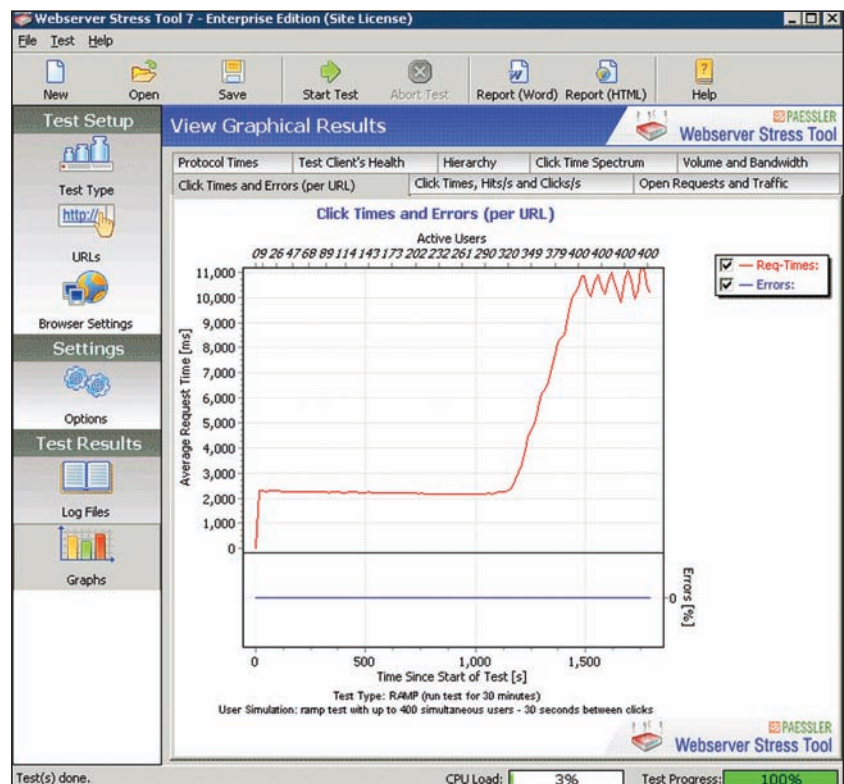 Webserver Stress Tool 7 - Enterprise Edition (Site License)
File Test Help
New Open Save Start Test Abort Test Report (Word) Report (HTML) Help
Test Setup
Test Type
http://
URLs
Browser Settings
Settings
Options
Test Results
Log Files
Graphs
View Graphical Results
PAESSLER
Webserver Stress Tool
Protocol Times Test Client's Health Hierarchy Click Time Spectrum Volume and Bandwidth
Click Times and Errors (per URL) Click Times, Hits/s and Clicks/s Open Requests and Traffic
Click Times and Errors (per URL)
Active Users
0 9 26 47 68 89 114 143 173 202 232 261 290 320 349 379 400 400 400 400
Req-Times:
Errors:
Average Request Time [ms]
11,000
10,000
9,000
8,000
7,000
6,000
5,000
4,000
3,000
2,000
1,000
0
0
Errors [%]
0 500 1,000 1,500
Time Since Start of Test [s]
Test Type: RAMP (run test for 30 minutes)
User Simulation: ramp test with up to 400 simultaneous users - 30 seconds between clicks
PAESSLER
Webserver Stress Tool
Test(s) done. CPU Load: 3% Test Progress: 100%